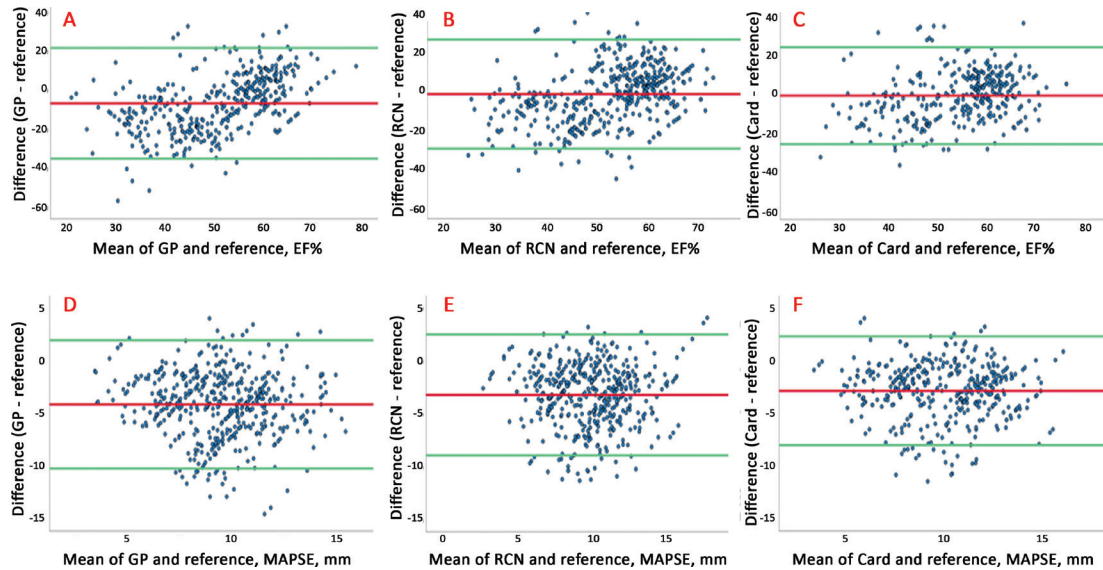 A
Difference (GP - reference)
40
20
0
-20
-40
-60
20 30 40 50 60 70 80
Mean of GP and reference, EF%
B
Difference (RCN - reference)
40
20
0
-20
-40
-60
20 30 40 50 60 70
Mean of RCN and reference, EF%
C
Difference (Card - reference)
40
20
0
-20
-40
-60
20 30 40 50 60 70 80
Mean of Card and reference, EF%
D
Difference (GP - reference)
5
0
-5
-10
-15
5 10 15
Mean of GP and reference, MAPSE, mm
E
Difference (RCN - reference)
5
0
-5
-10
-15
0 5 10 15
Mean of RCN and reference, MAPSE, mm
F
Difference (Card - reference)
5
0
-5
-10
-15
5 10 15
Mean of Card and reference, MAPSE, mm